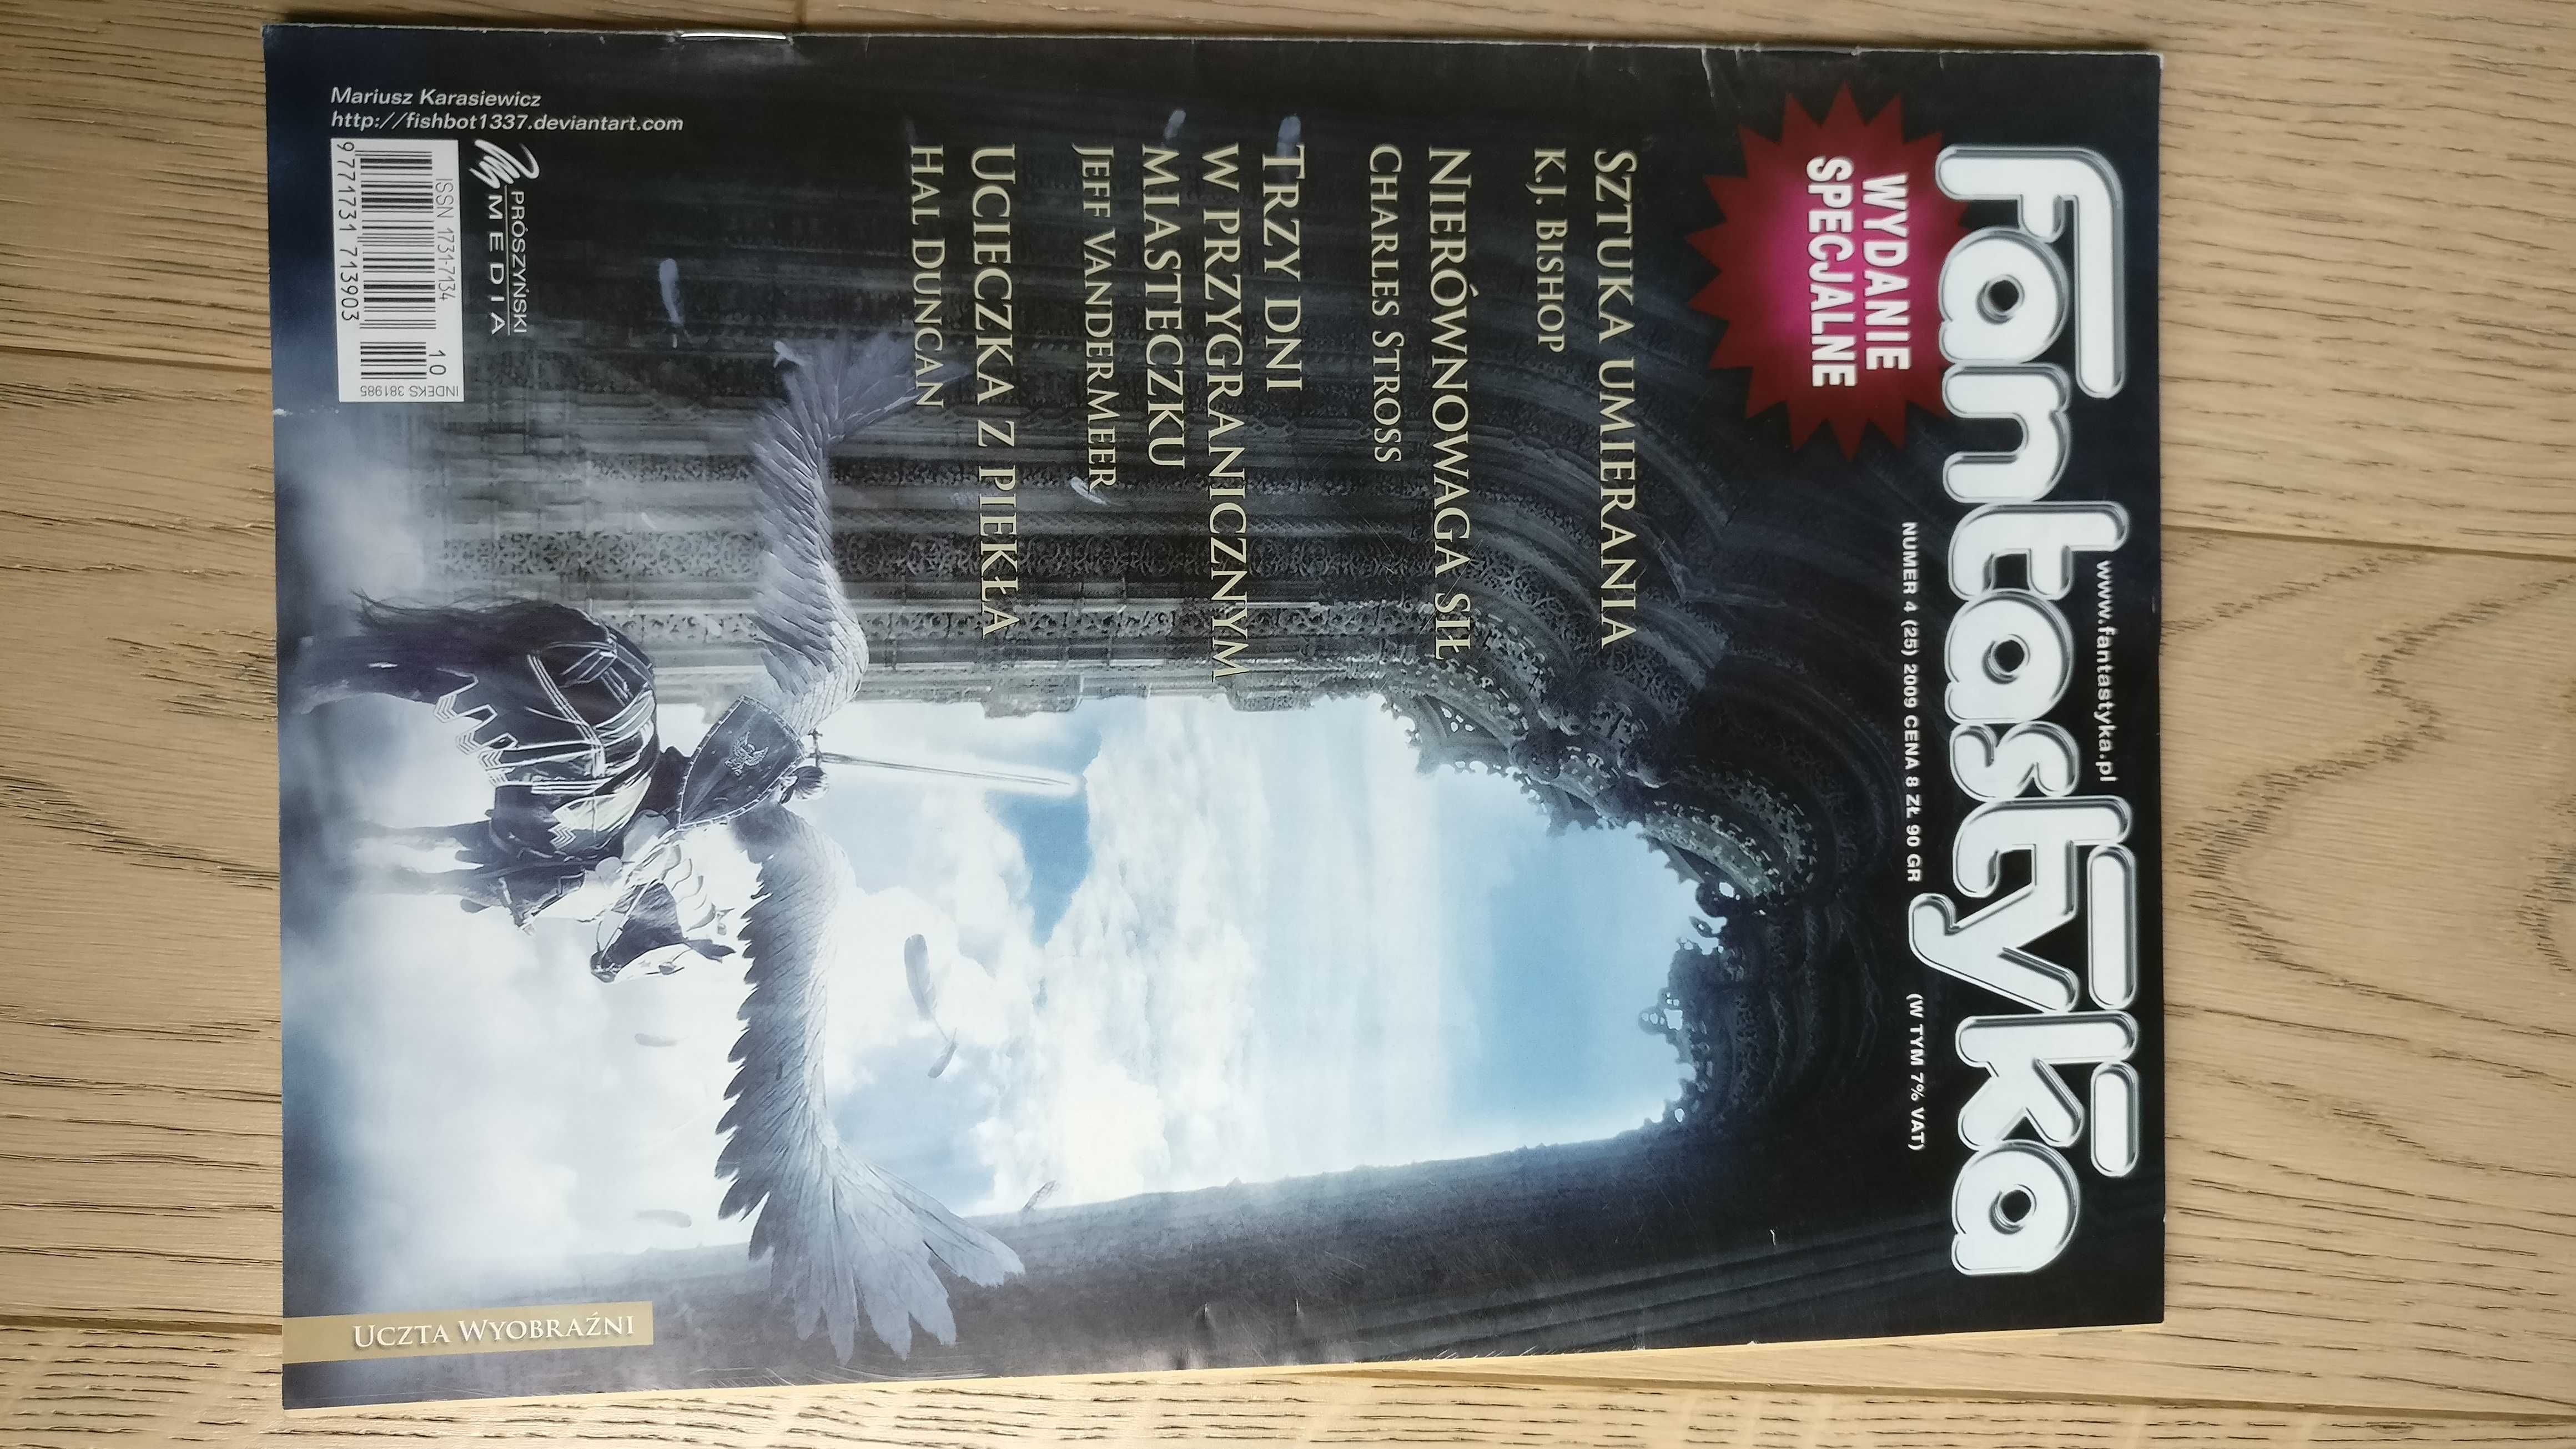 www.fantastyka.pl
Fantastyka
NUMER 4 (25) 2009 CENA 8 ZŁ 90 GR (W TYM 7% VAT)
WYDANIE
SPECJALNE
SZTUKA UMIERANIA
K.J. BISHOP
NIERÓWNOWAGA SIŁ
CHARLES STROSS
TRZY DNI
W PRZYGRANICZNYM
MIASTECZKU
JEFF VANDERMEER
UCIECZKA Z PIEKŁA
HAL DUNCAN
PRÓSZYŃSKI
MEDIA
ISSN 1731-7134
10
9 771731 713903
INDEKS 381985
Mariusz Karasiewicz
http://fishbot1337.deviantart.com
UCZTA WYOBRAŹNI